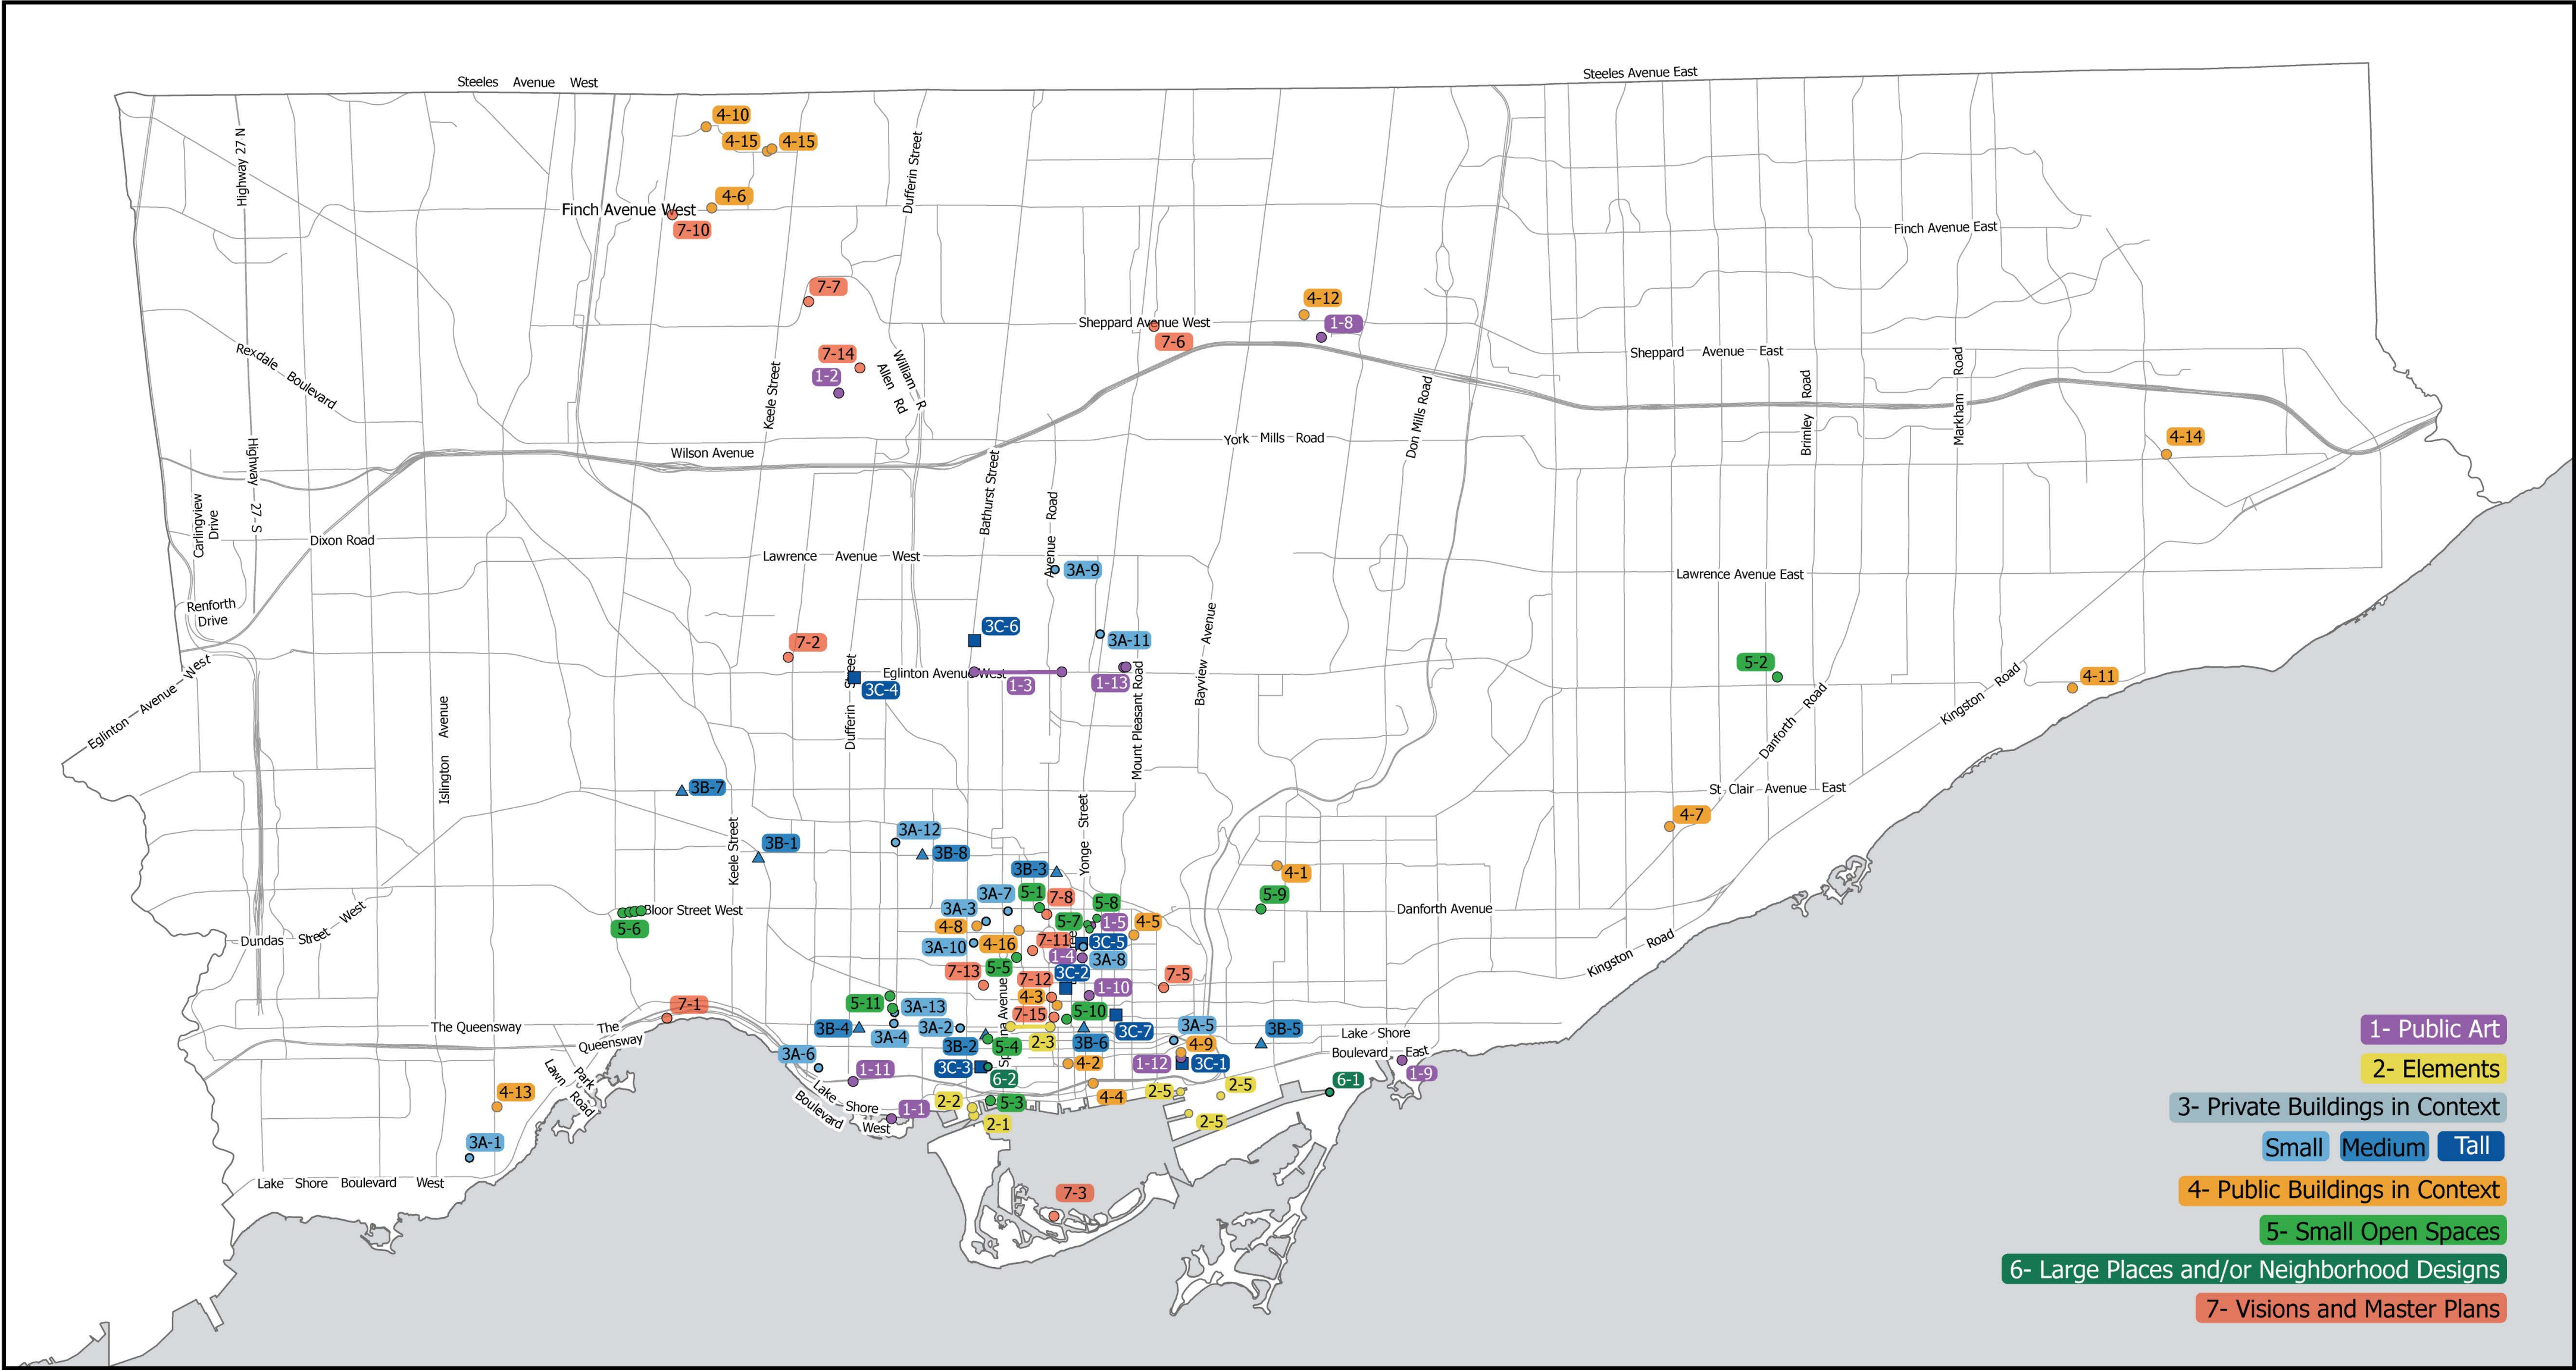 Steeles Avenue West
Steeles Avenue East
4-10
4-15
4-15
4-6
Finch Avenue West
7-10
Highway 27 N
Dufferin Street
Finch Avenue East
7-7
4-12
1-8
Sheppard Avenue West
7-6
Sheppard Avenue East
Rexdale Boulevard
7-14
1-2
William R
Allen Rd
Keele Street
Don Mills Road
Brimley Road
Markham Road
4-14
Wilson Avenue
York Mills Road
Highway 27 S
Carlingview
Drive
Bathurst Street
Avenue Road
Dixon Road
Lawrence Avenue West
3A-9
Lawrence Avenue East
Renforth
Drive
3C-6
3A-11
7-2
Eglinton Avenue West
Eglinton Avenue West
1-3
1-13
3C-4
Dufferin Street
Mount Pleasant Road
Bayview Avenue
5-2
4-11
Kingston Road
Danforth Road
Islington Avenue
3B-7
St Clair Avenue East
4-7
Keele Street
3B-1
3A-12
3B-8
3B-3
Yonge Street
4-1
5-9
3A-7
5-1
7-8
5-8
3A-3
5-7
1-5
4-5
Bloor Street West
5-6
4-8
Danforth Avenue
Dundas Street West
3A-10
4-16
7-11
3C-5
1-4
3A-8
Kingston Road
7-13
5-5
7-12
3C-2
7-5
1-10
4-3
7-1
5-11
3A-13
7-15
5-10
The Queensway
The
Queensway
3B-4
3A-4
3A-2
3C-7
3A-5
3B-5
Lake Shore
Boulevard East
3B-2
5-4
2-3
3B-6
4-9
3A-6
1-11
3C-3
6-2
4-2
1-12
3C-1
1-9
Park
Lawn Road
4-13
Lake Shore
Boulevard West
1-1
2-2
5-3
2-1
4-4
2-5
2-5
2-5
6-1
3A-1
Lake Shore Boulevard West
7-3
1- Public Art
2- Elements
3- Private Buildings in Context
Small Medium Tall
4- Public Buildings in Context
5- Small Open Spaces
6- Large Places and/or Neighborhood Designs
7- Visions and Master Plans